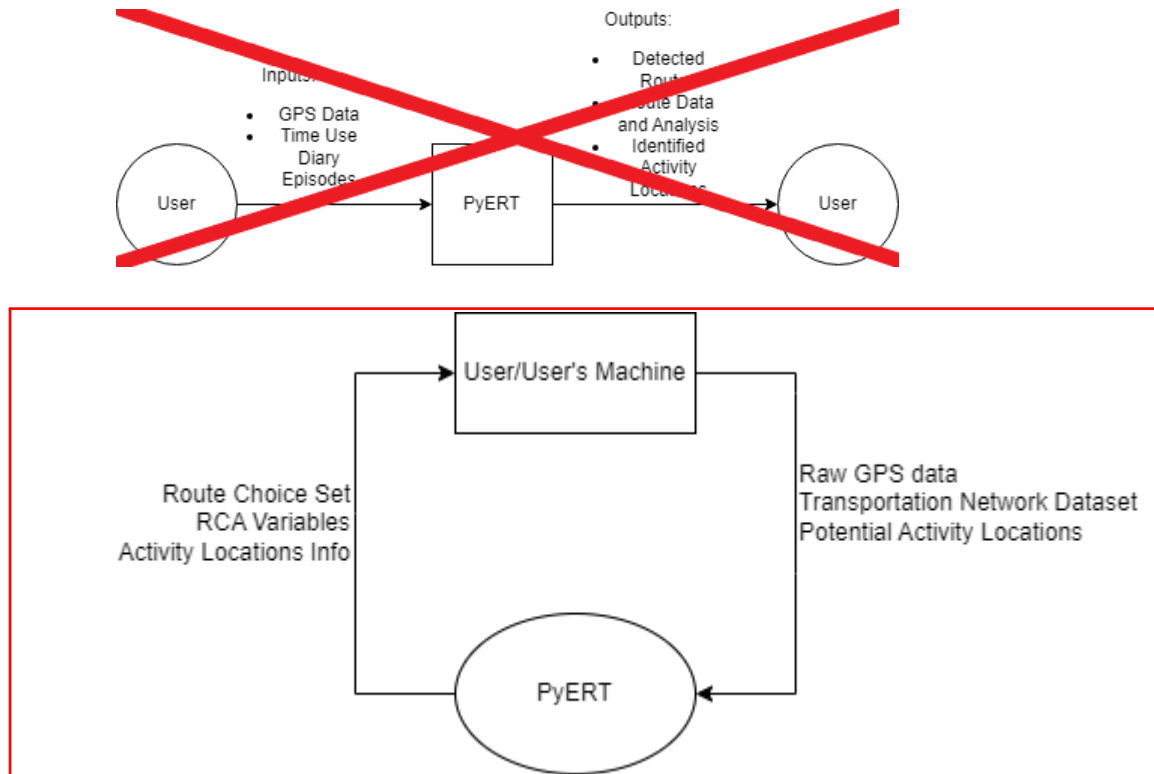 Outputs:
Detected
and Analysis
Identified
Activity
GPS Data
Time Use
Diary
Episodes
User
PyERT
User
User/User's Machine
Route Choice Set
RCA Variables
Activity Locations Info
Raw GPS data
Transportation Network Dataset
Potential Activity Locations
PyERT